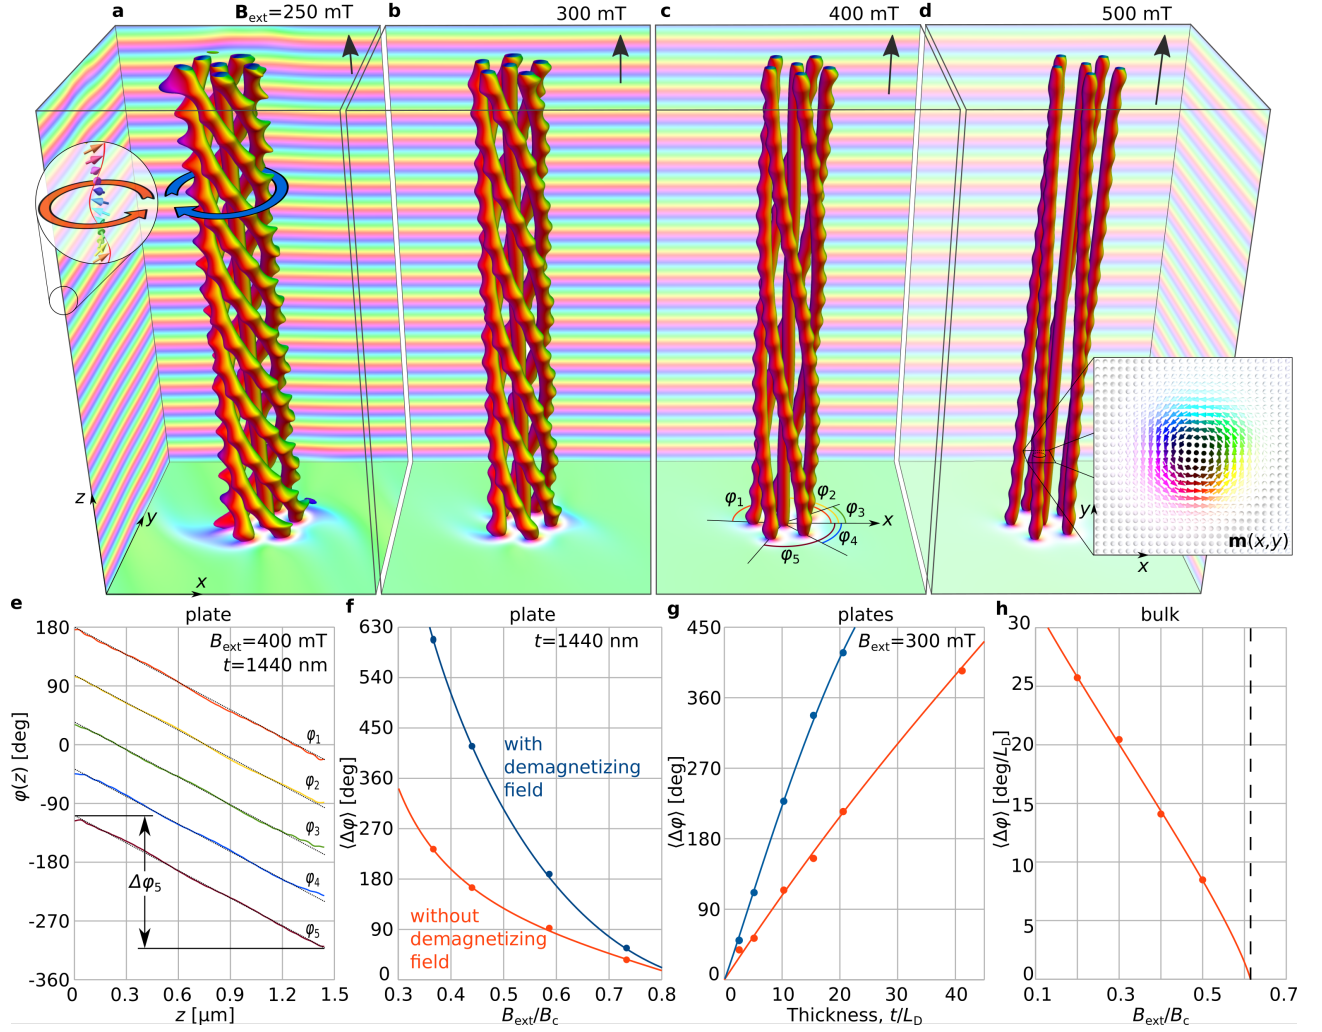 a
B_ext=250 mT
b
300 mT
c
400 mT
d
500 mT
z
y
x
φ₁
φ₂
φ₃
φ₄
φ₅
x
y
m(x,y)
x
e
plate
B_ext=400 mT
t=1440 nm
φ(z) [deg]
180
90
0
-90
-180
-270
-360
φ₁
φ₂
φ₃
φ₄
φ₅
Δφ₅
0
0.3
0.6
0.9
1.2
1.5
z [μm]
f
plate
t=1440 nm
⟨Δφ⟩ [deg]
630
540
450
360
270
180
90
0
with
demagnetizing
field
without
demagnetizing
field
0.3
0.4
0.5
0.6
0.7
0.8
B_ext/B_c
g
plates
B_ext=300 mT
⟨Δφ⟩ [deg]
450
360
270
180
90
0
0
10
20
30
40
Thickness, t/L_D
h
bulk
⟨Δφ⟩ [deg/L_D]
30
25
20
15
10
5
0
0.1
0.3
0.5
0.7
B_ext/B_c